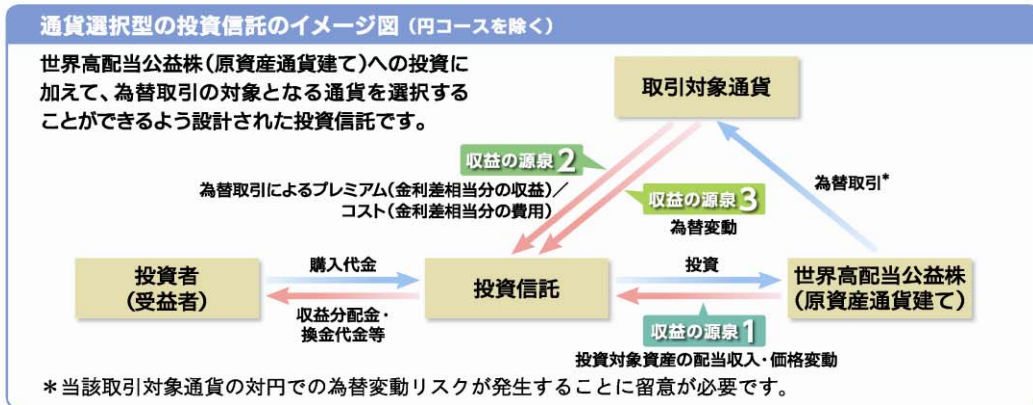 通貨選択型の投資信託のイメージ図(円コースを除く)
世界高配当公益株(原資産通貨建て)への投資に
加えて、為替取引の対象となる通貨を選択する
ことができるよう設計された投資信託です。
取引対象通貨
収益の源泉2
為替取引によるプレミアム(金利差相当分の収益)/
コスト(金利差相当分の費用)
収益の源泉3
為替変動
為替取引*
投資者
(受益者)
購入代金
収益分配金・
換金代金等
投資信託
投資
収益の源泉1
投資対象資産の配当収入・価格変動
世界高配当公益株
(原資産通貨建て)
*当該取引対象通貨の対円での為替変動リスクが発生することに留意が必要です。